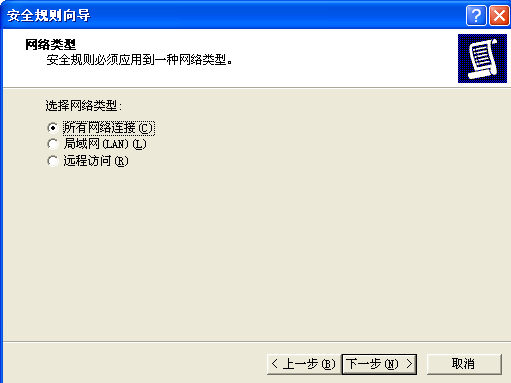 安全规则向导
网络类型
安全规则必须应用到一种网络类型。
选择网络类型:
所有网络连接(C)
局域网(LAN)(L)
远程访问(R)
< 上一步(B) 下一步(N) > 取消